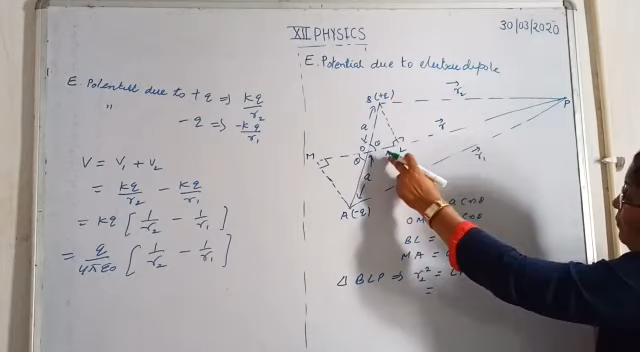 XII PHYSICS
30/03/2020
E. Potential due to electric dipole
E. Potential due to +q ⇒ kq/r₂
" -q ⇒ -kq/r₁
V = V₁ + V₂
= kq/r₂ - kq/r₁
= kq [1/r₂ - 1/r₁]
= q/4πε₀ [1/r₂ - 1/r₁]
B(+q)
r₂
P
a
r
O
θ
θ
L
M
r₁
a
A(-q)
a cosθ
OM cosθ
BL =
MA =
Δ BLP ⇒ r₂² = L
=